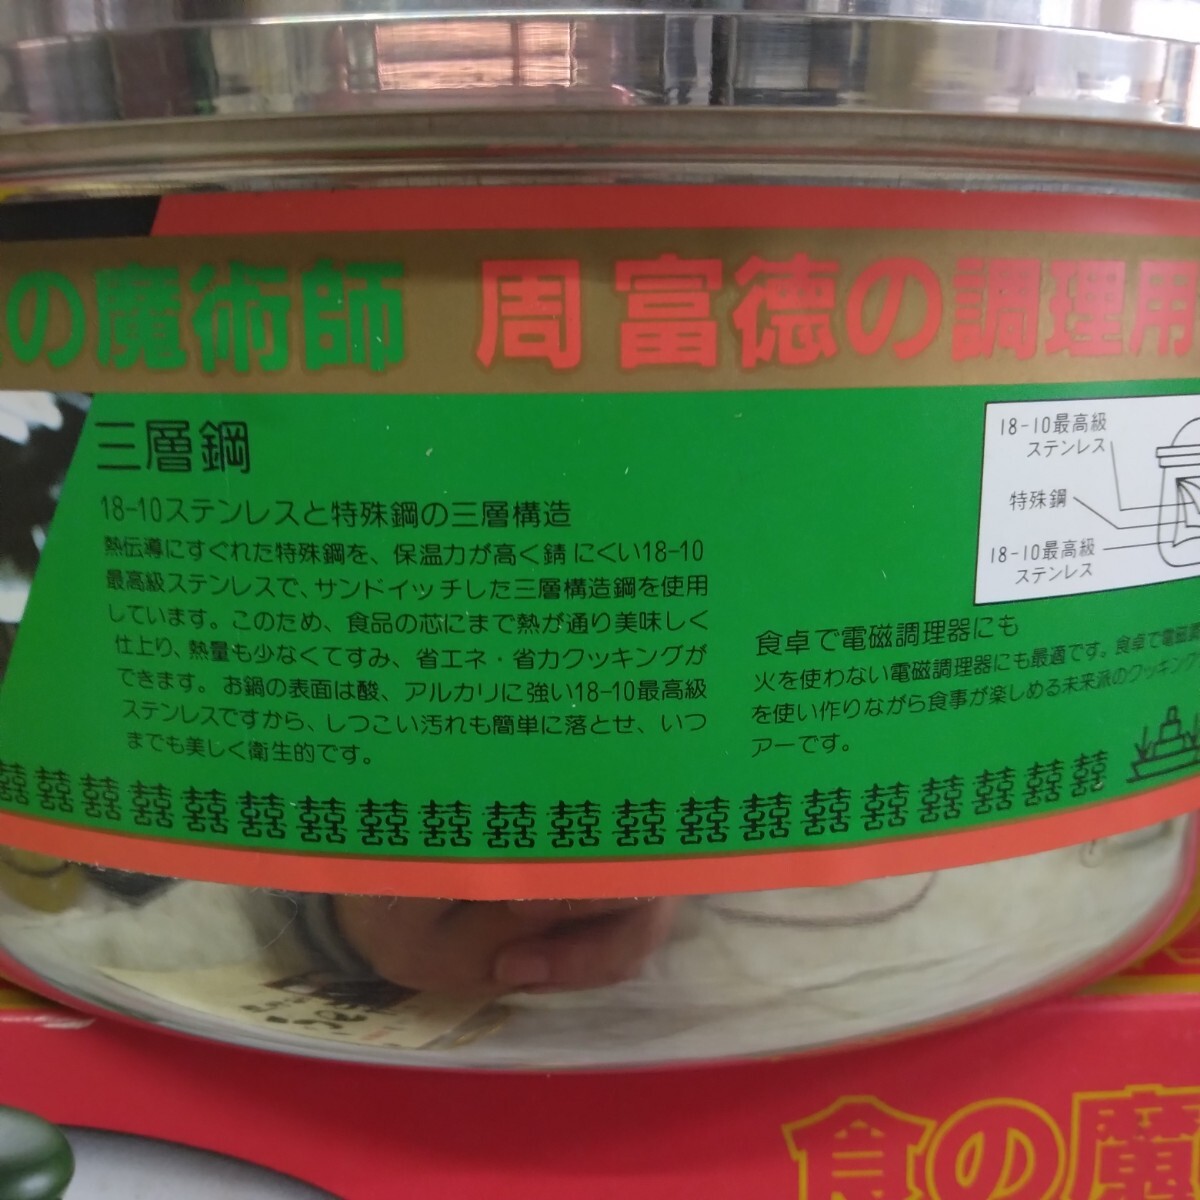 の魔術師 周富徳の調理用
三層鋼
18-10ステンレスと特殊鋼の三層構造
熱伝導にすぐれた特殊鋼を、保温力が高く錆にくい18-10
最高級ステンレスで、サンドイッチした三層構造鋼を使用
しています。このため、食品の芯にまで熱が通り美味しく
仕上り、熱量も少なくてすみ、省エネ・省力クッキングが
できます。お鍋の表面は酸、アルカリに強い18-10最高級
ステンレスですから、しつこい汚れも簡単に落とせ、いつ
までも美しく衛生的です。
18-10最高級
ステンレス
特殊鋼
18-10最高級
ステンレス
食卓で電磁調理器にも
火を使わない電磁調理器にも最適です。食卓で電磁
を使い作りながら食事が楽しめる未来派のクッキング
アーです。
囍囍囍囍囍囍囍囍囍囍囍囍囍囍囍囍囍囍囍
食の魔